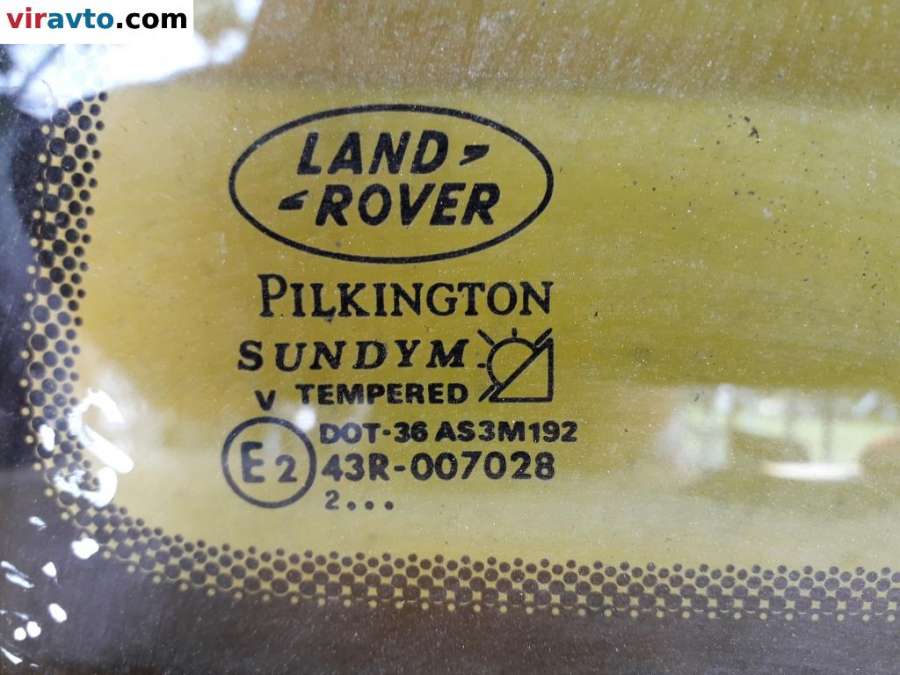 viravto.com
LAND
ROVER
PILKINGTON
SUNDYM
V TEMPERED
DOT-36 AS3M192
E2 43R-007028
2...